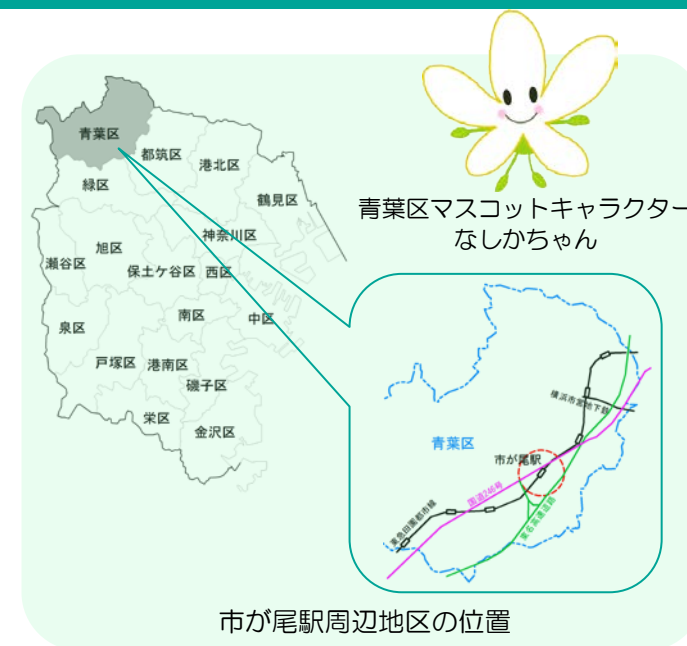 青葉区
都筑区
港北区
緑区
鶴見区
神奈川区
旭区
瀬谷区
保土ケ谷区
西区
南区
中区
泉区
戸塚区
港南区
磯子区
栄区
金沢区
青葉区マスコットキャラクター
なしかちゃん
横浜市営地下鉄
青葉区
市が尾駅
国道246号
東急田園都市線
東名高速道路
市が尾駅周辺地区の位置